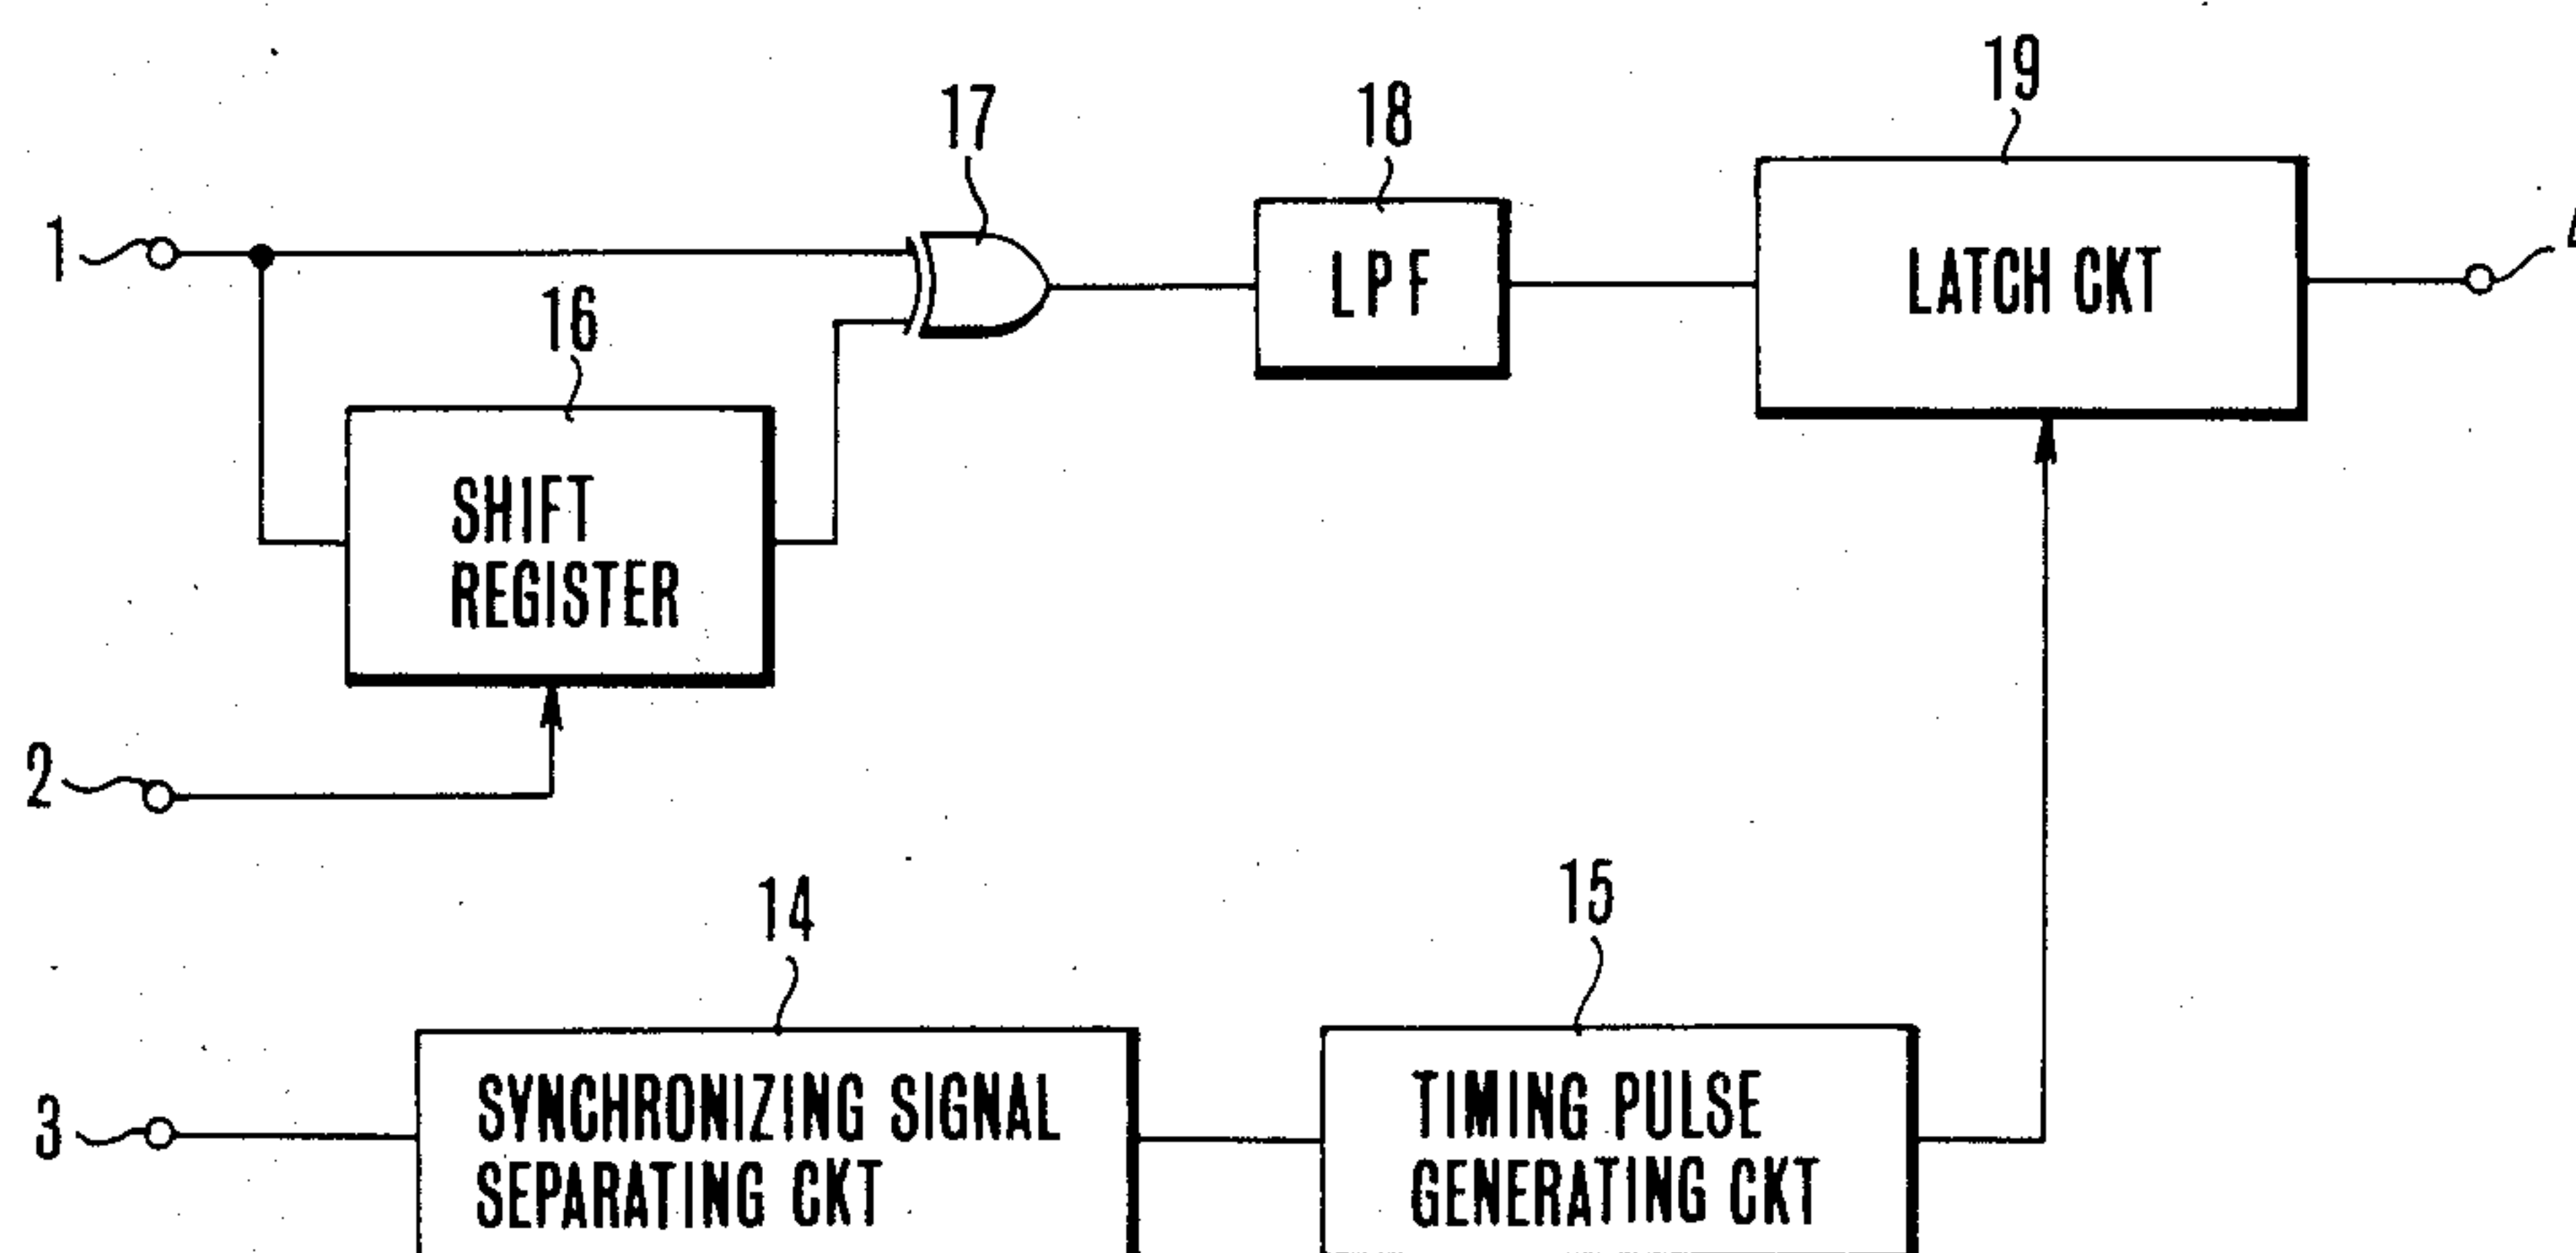 19
17
18
1
LPF
LATCH CKT
16
SHIFT
REGISTER
2
14
15
3
SYNCHRONIZING SIGNAL
SEPARATING CKT
TIMING PULSE
GENERATING CKT